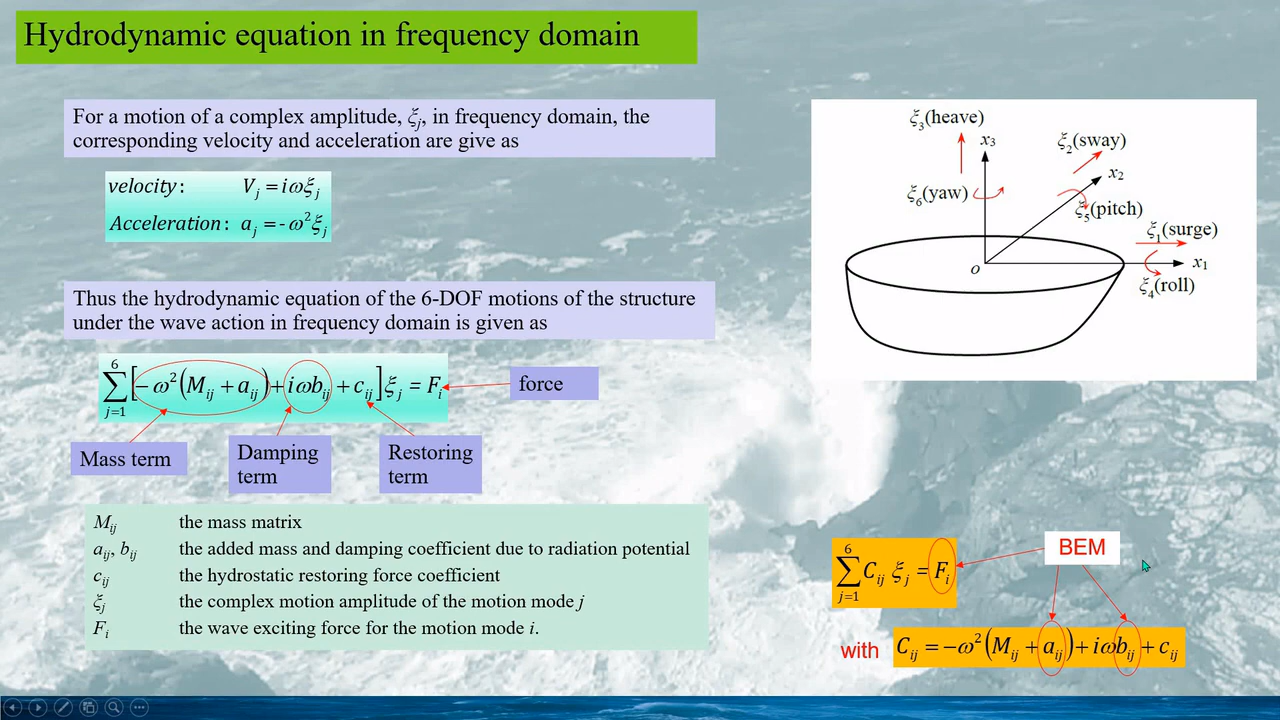 Hydrodynamic equation in frequency domain
For a motion of a complex amplitude, ξj, in frequency domain, the
corresponding velocity and acceleration are give as
velocity: Vj = iωξj
Acceleration: aj = - ω²ξj
Thus the hydrodynamic equation of the 6-DOF motions of the structure
under the wave action in frequency domain is given as
∑_{j=1}^{6} [− ω²(Mij + aij) + iωbij + cij] ξj = Fi
force
Mass term
Damping
term
Restoring
term
Mij the mass matrix
aij, bij the added mass and damping coefficient due to radiation potential
cij the hydrostatic restoring force coefficient
ξj the complex motion amplitude of the motion mode j
Fi the wave exciting force for the motion mode i.
ξ3(heave)
x3
ξ2(sway)
x2
ξ6(yaw)
ξ5(pitch)
ξ1(surge)
o
x1
ξ4(roll)
BEM
∑_{j=1}^{6} Cij ξj = Fi
with Cij = −ω²(Mij + aij) + iωbij + cij